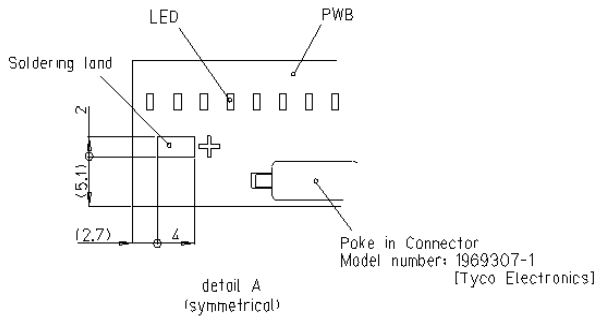 LED
PWB
Soldering land
2
(5.1)
(2.7)
4
Poke in Connector
Model number: 1969307-1
[Tyco Electronics]
detail A
(symmetrical)